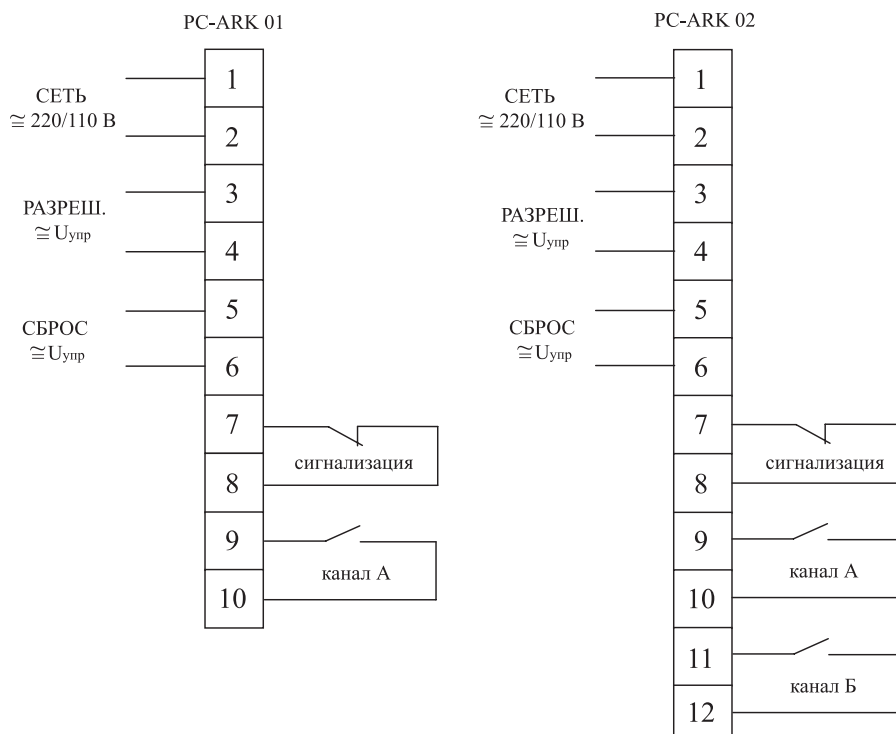 PC-ARK 01
1
СЕТЬ
≅ 220/110 В
2
3
РАЗРЕШ.
≅ Uупр
4
5
СБРОС
≅Uупр
6
7
сигнализация
8
9
канал А
10
PC-ARK 02
1
СЕТЬ
≅ 220/110 В
2
3
РАЗРЕШ.
≅ Uупр
4
5
СБРОС
≅Uупр
6
7
сигнализация
8
9
канал А
10
11
канал Б
12